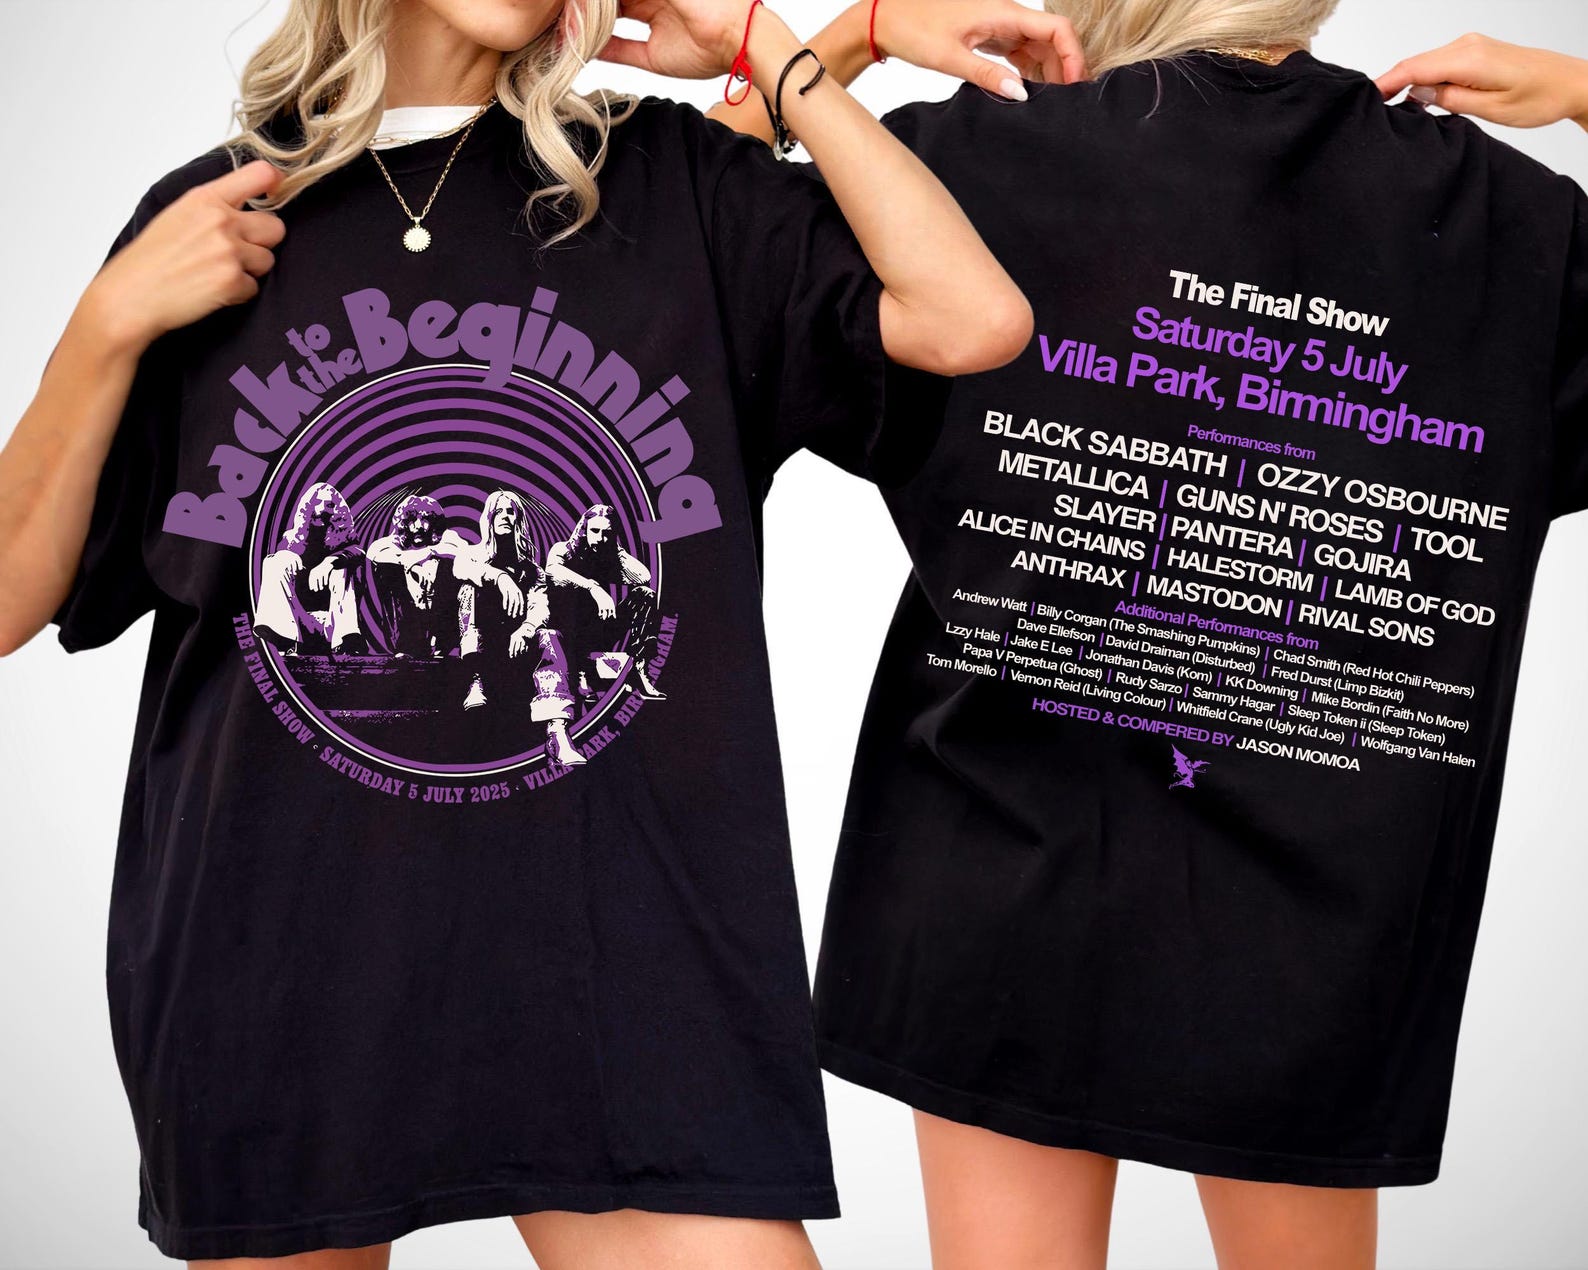 Back to the Beginning
THE FINAL SHOW · SATURDAY 5 JULY 2025 · VILLA PARK, BIRMINGHAM.
The Final Show
Saturday 5 July
Villa Park, Birmingham
Performances from
BLACK SABBATH | OZZY OSBOURNE
METALLICA | GUNS N' ROSES | TOOL
SLAYER | PANTERA | GOJIRA
ALICE IN CHAINS | HALESTORM | LAMB OF GOD
ANTHRAX | MASTODON | RIVAL SONS
Additional Performances from
Andrew Watt | Billy Corgan (The Smashing Pumpkins) | Chad Smith (Red Hot Chili Peppers)
Dave Ellefson | David Draiman (Disturbed) | Fred Durst (Limp Bizkit)
Lzzy Hale | Jake E Lee | Jonathan Davis (Korn) | KK Downing | Mike Bordin (Faith No More)
Papa V Perpetua (Ghost) | Rudy Sarzo | Sammy Hagar | Sleep Token ii (Sleep Token)
Tom Morello | Vernon Reid (Living Colour) | Whitfield Crane (Ugly Kid Joe) | Wolfgang Van Halen
HOSTED & COMPERED BY JASON MOMOA